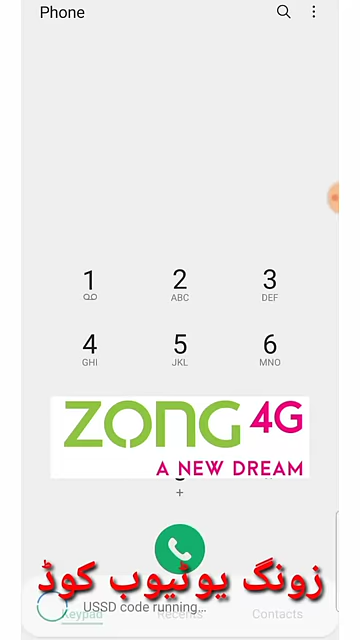 Phone
1
2
ABC
3
DEF
4
GHI
5
JKL
6
MNO
ZONG 4G
A NEW DREAM
+
زونگ یوٹیوب کوڈ
USSD code running...
Keypad
Recents
Contacts